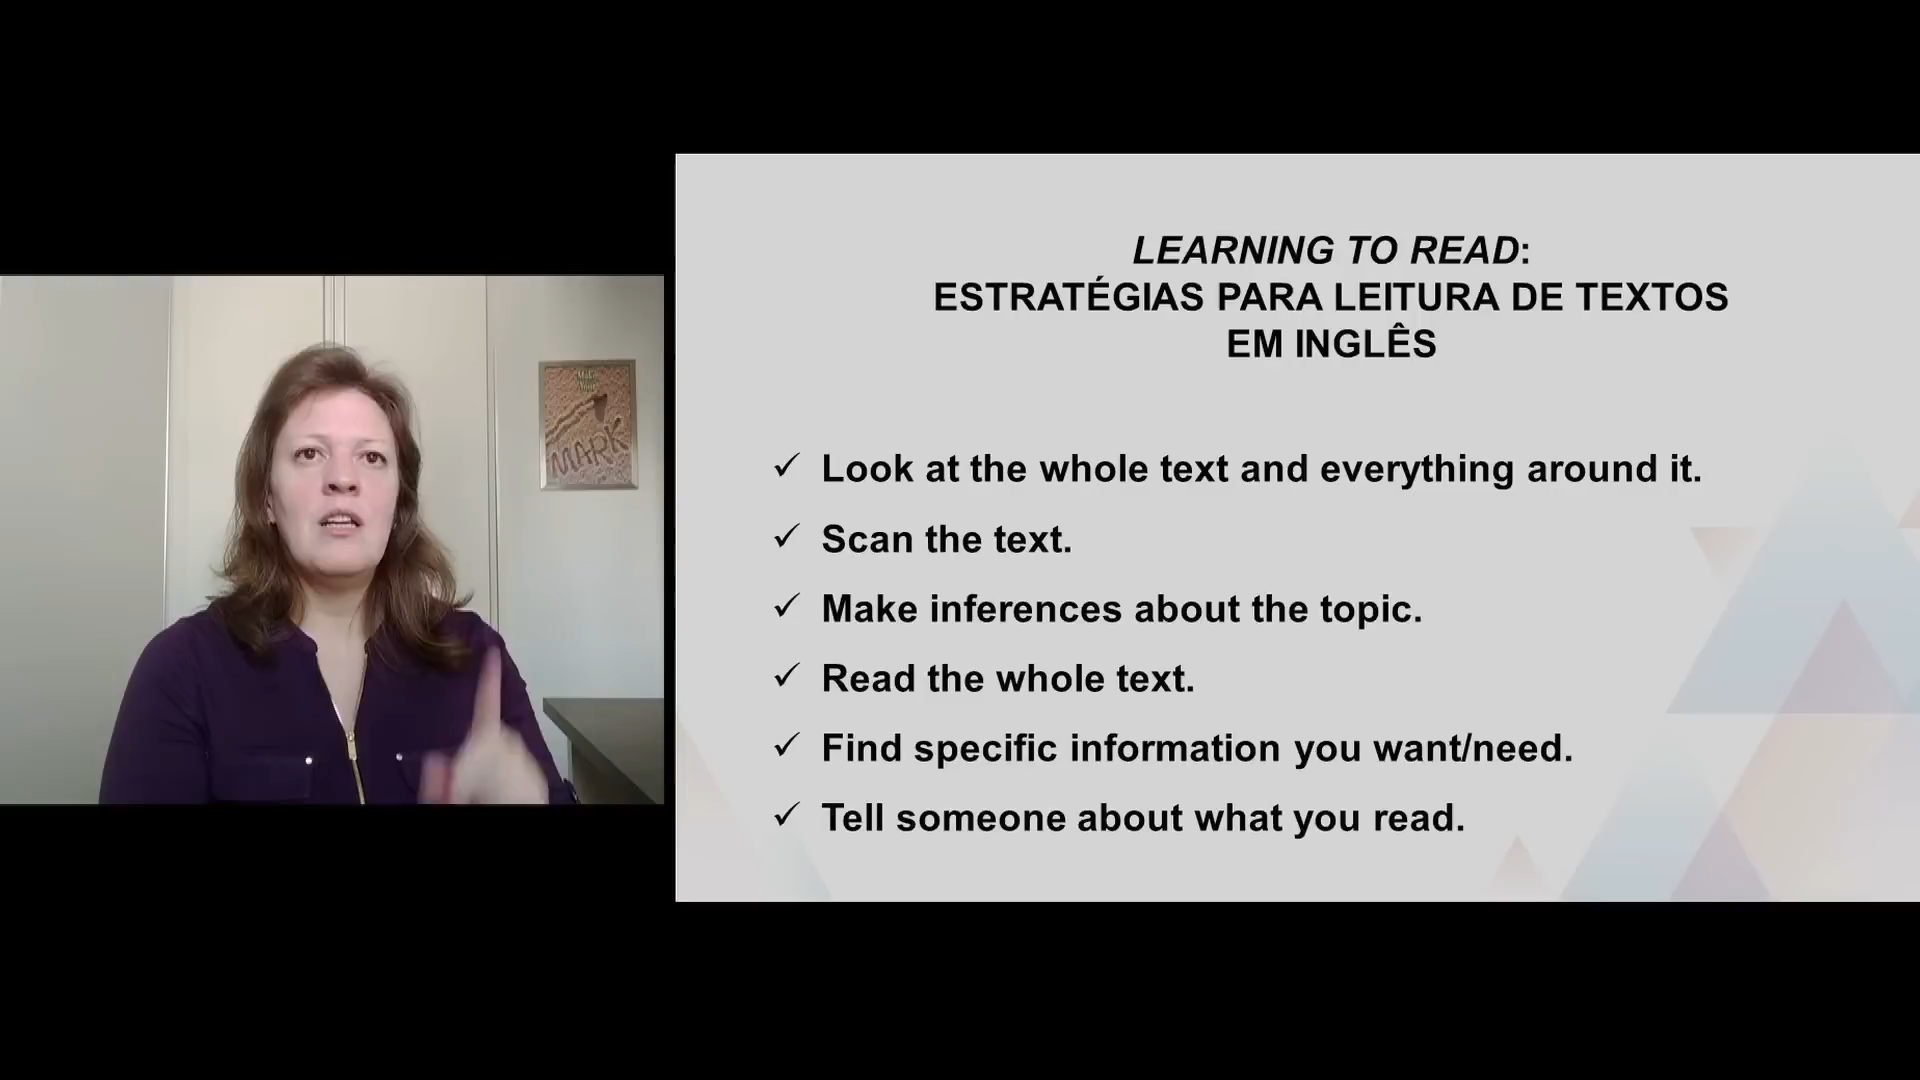 Make
Your
MARK
LEARNING TO READ:
ESTRATÉGIAS PARA LEITURA DE TEXTOS
EM INGLÊS
✓ Look at the whole text and everything around it.
✓ Scan the text.
✓ Make inferences about the topic.
✓ Read the whole text.
✓ Find specific information you want/need.
✓ Tell someone about what you read.